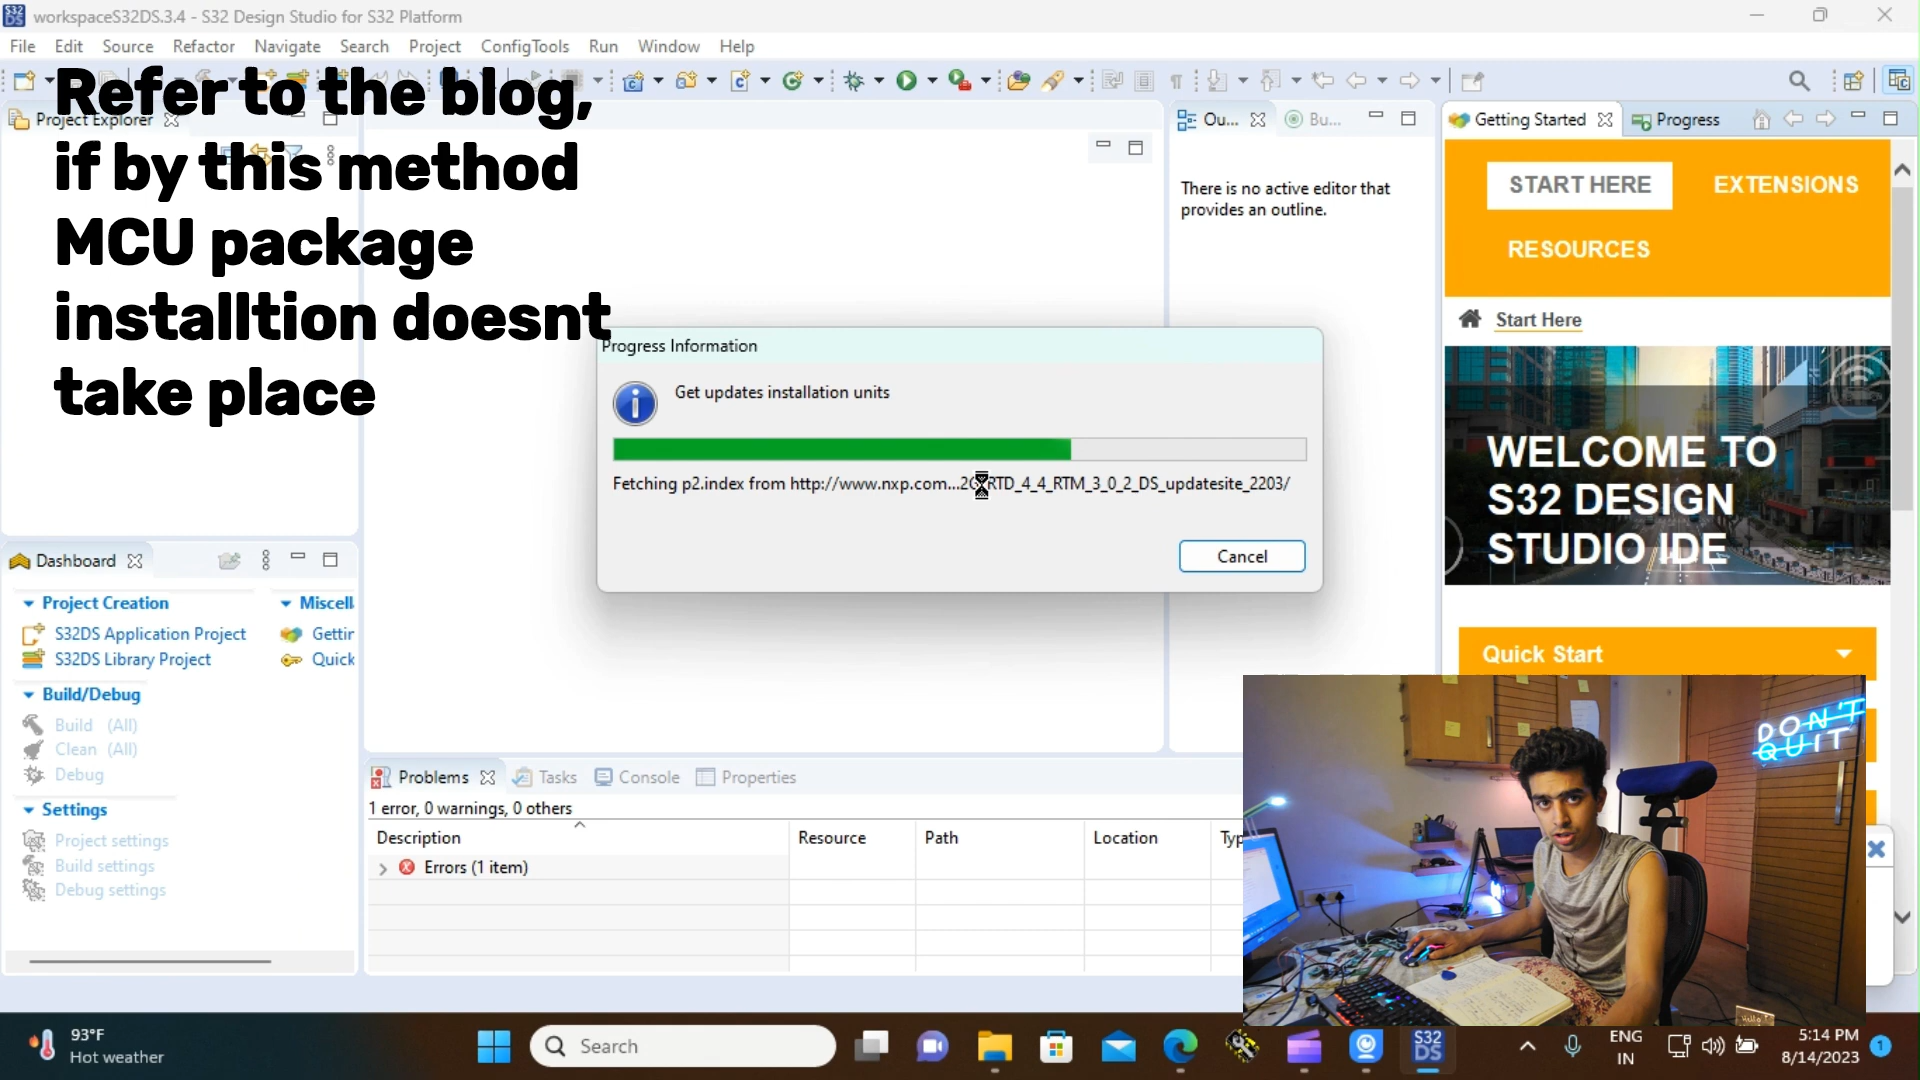 workspaceS32DS.3.4 - S32 Design Studio for S32 Platform
File Edit Source Refactor Navigate Search Project ConfigTools Run Window Help
Refer to the blog,
if by this method
MCU package
installtion doesnt
take place
Project Explorer
Ou...
Bu...
There is no active editor that
provides an outline.
Getting Started
Progress
START HERE
EXTENSIONS
RESOURCES
Start Here
WELCOME TO
S32 DESIGN
STUDIO IDE
Quick Start
Progress Information
Get updates installation units
Fetching p2.index from http://www.nxp.com...2 RTD_4_4_RTM_3_0_2_DS_updatesite_2203/
Cancel
Dashboard
Project Creation
S32DS Application Project
S32DS Library Project
Build/Debug
Build (All)
Clean (All)
Debug
Settings
Project settings
Build settings
Debug settings
Miscell
Gettir
Quick
Problems
Tasks
Console
Properties
1 error, 0 warnings, 0 others
Description Resource Path Location Typ
Errors (1 item)
DON'T
QUIT
Hello
93°F
Hot weather
Search
S32
DS
ENG
IN
5:14 PM
8/14/2023
1